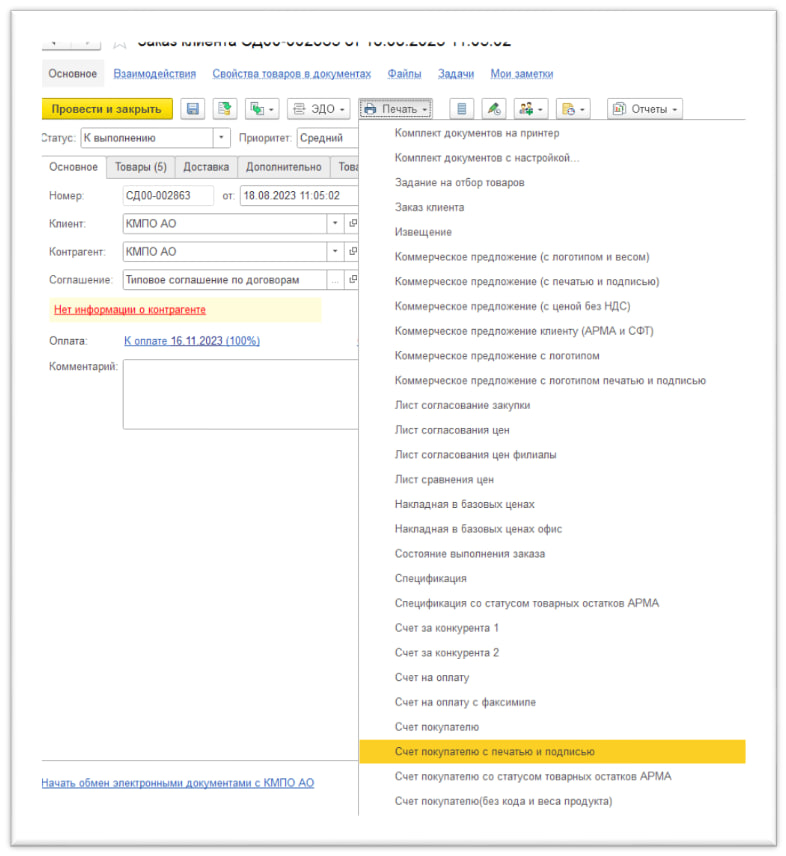 Заказ клиента СД00-002863 от 18.08.2023 11:05:02
Основное Взаимодействия Свойства товаров в документах Файлы Задачи Мои заметки
Провести и закрыть ЭДО Печать Отчеты
Статус: К выполнению Приоритет: Средний
Основное Товары (5) Доставка Дополнительно Това
Номер: СД00-002863 от: 18.08.2023 11:05:02
Клиент: КМПО АО
Контрагент: КМПО АО
Соглашение: Типовое соглашение по договорам ...
Нет информации о контрагенте
Оплата: К оплате 16.11.2023 (100%)
Комментарий:
Комплект документов на принтер
Комплект документов с настройкой...
Задание на отбор товаров
Заказ клиента
Извещение
Коммерческое предложение (с логотипом и весом)
Коммерческое предложение (с печатью и подписью)
Коммерческое предложение (с ценой без НДС)
Коммерческое предложение клиенту (АРМА и СФТ)
Коммерческое предложение с логотипом
Коммерческое предложение с логотипом печатью и подписью
Лист согласование закупки
Лист согласования цен
Лист согласования цен филиалы
Лист сравнения цен
Накладная в базовых ценах
Накладная в базовых ценах офис
Состояние выполнения заказа
Спецификация
Спецификация со статусом товарных остатков АРМА
Счет за конкурента 1
Счет за конкурента 2
Счет на оплату
Счет на оплату с факсимиле
Счет покупателю
Счет покупателю с печатью и подписью
Счет покупателю со статусом товарных остатков АРМА
Счет покупателю(без кода и веса продукта)
Начать обмен электронными документами с КМПО АО